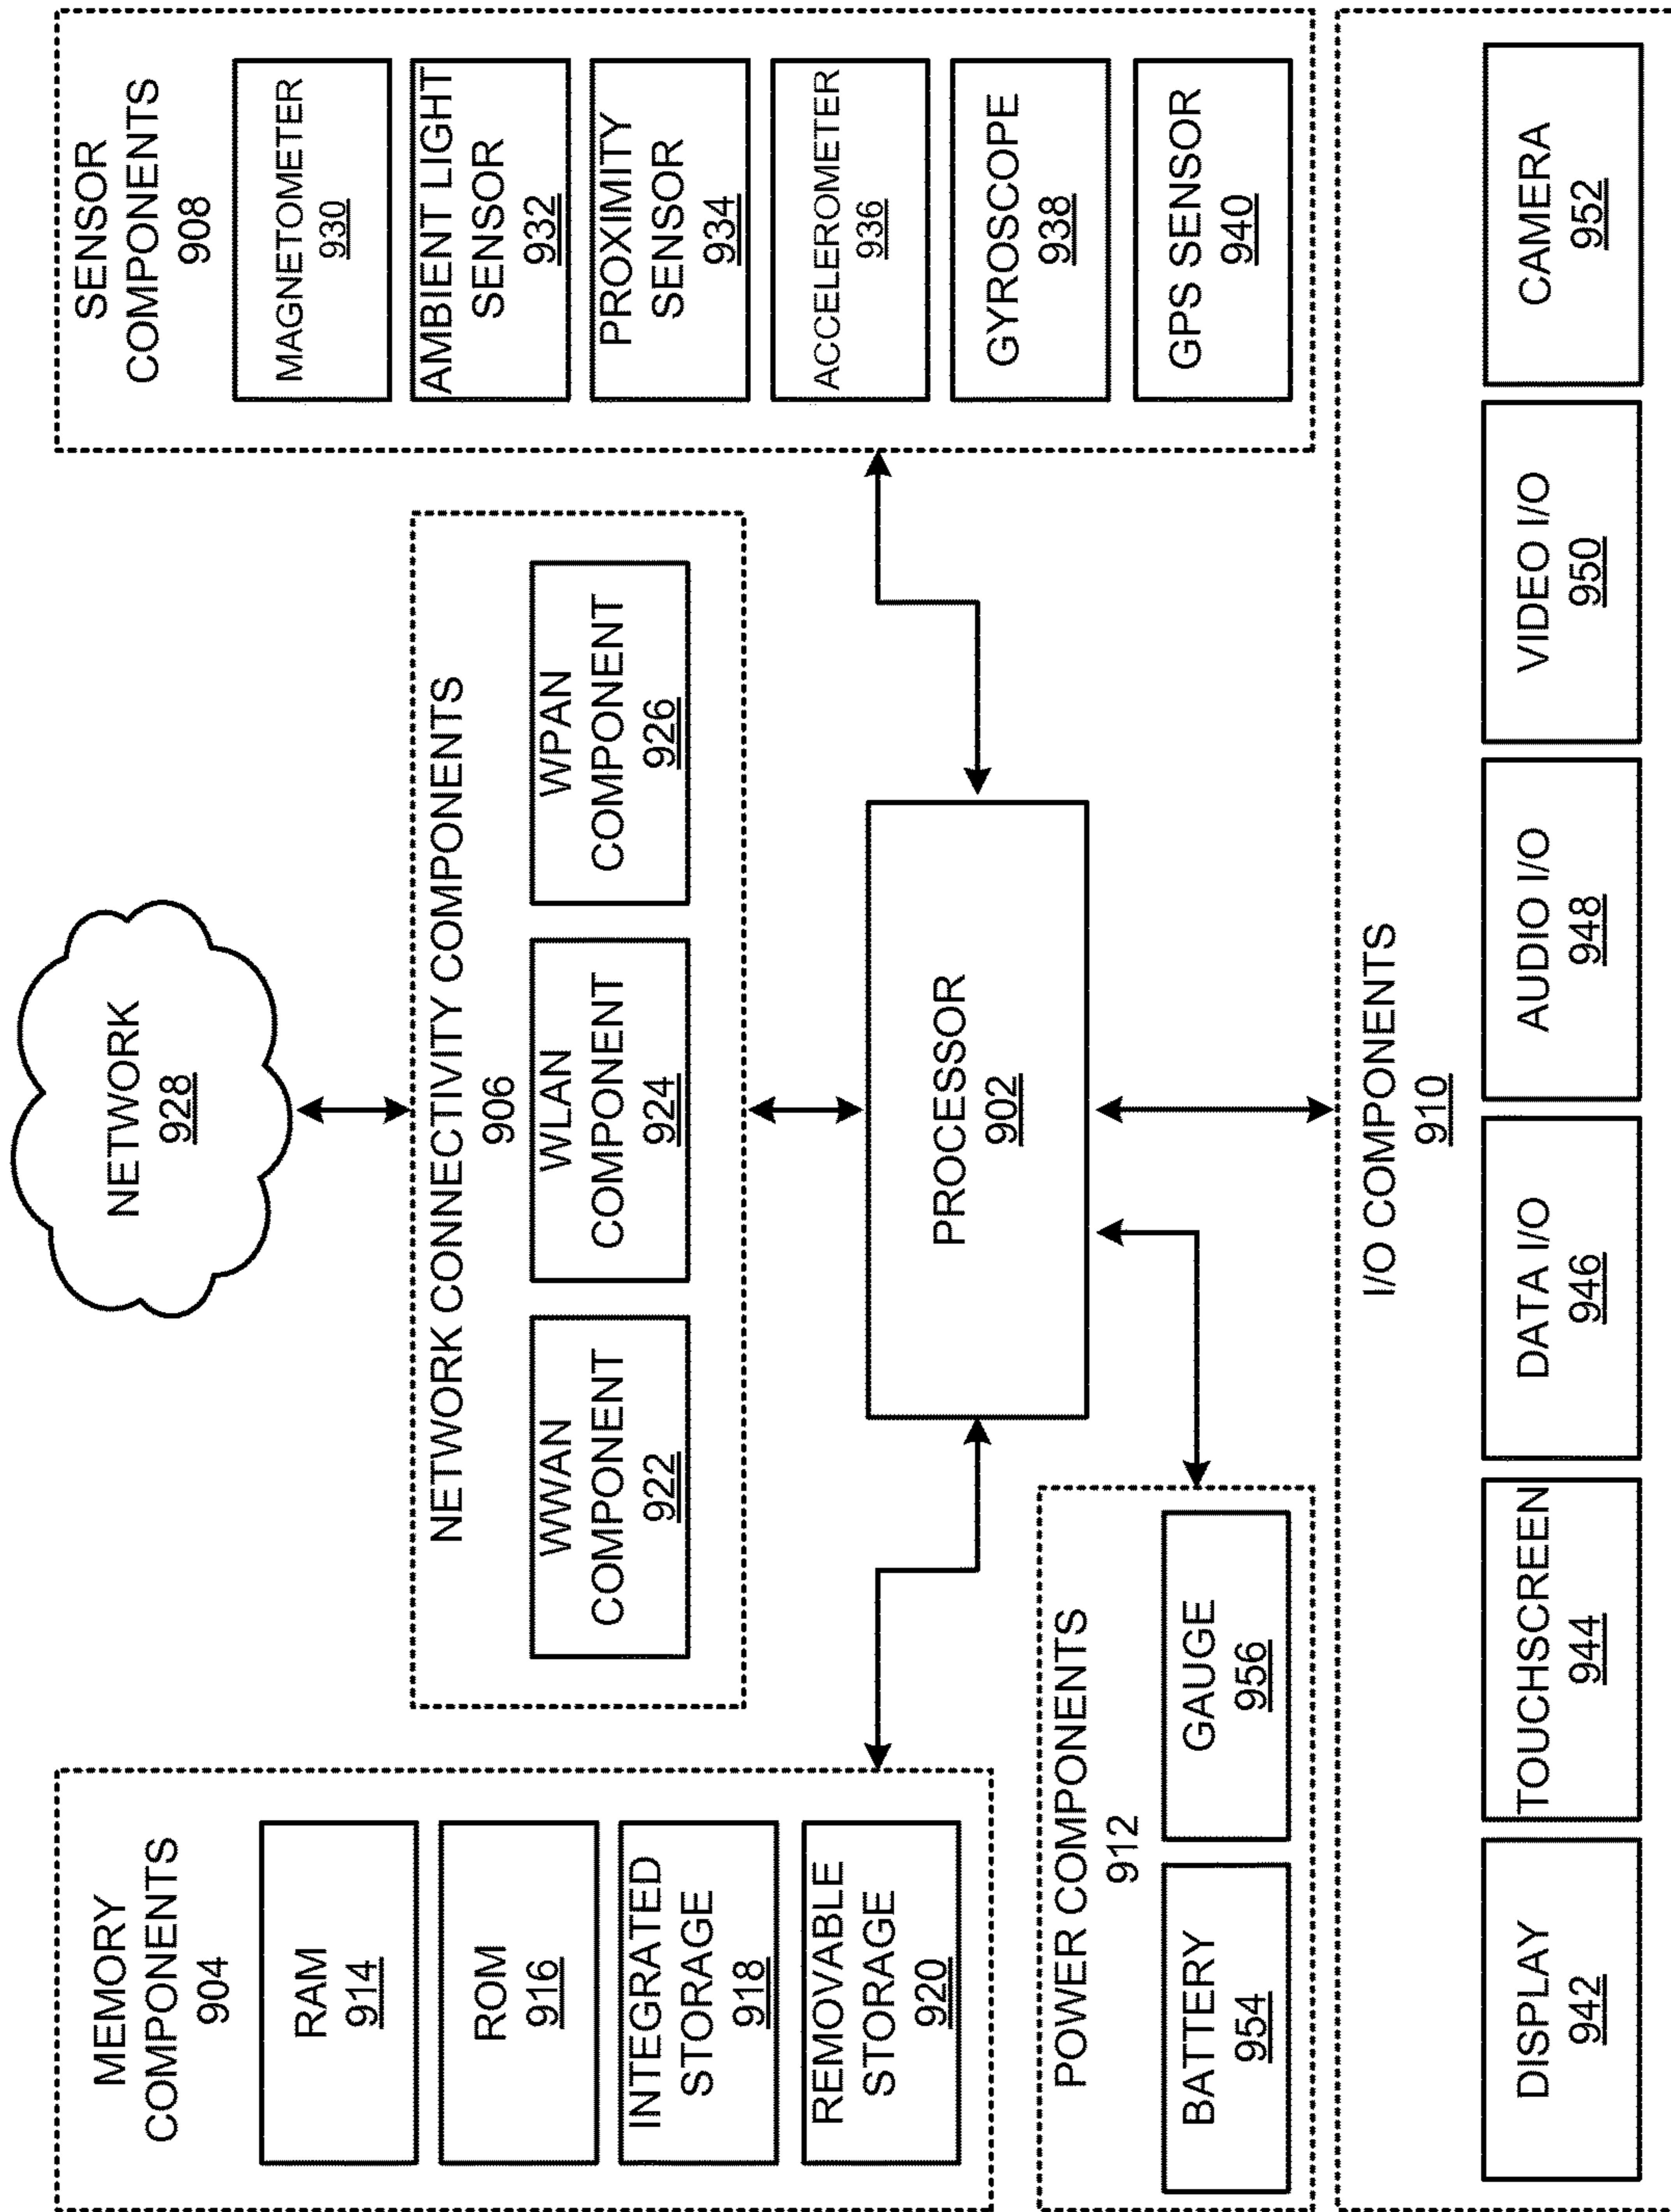 NETWORK
928
MEMORY
COMPONENTS
904
RAM
914
ROM
916
INTEGRATED
STORAGE
918
REMOVABLE
STORAGE
920
NETWORK CONNECTIVITY COMPONENTS
906
WWAN
COMPONENT
922
WLAN
COMPONENT
924
WPAN
COMPONENT
926
SENSOR
COMPONENTS
908
MAGNETOMETER
930
AMBIENT LIGHT
SENSOR
932
PROXIMITY
SENSOR
934
ACCELEROMETER
936
GYROSCOPE
938
GPS SENSOR
940
PROCESSOR
902
POWER COMPONENTS
912
BATTERY
954
GAUGE
956
I/O COMPONENTS
910
DISPLAY
942
TOUCHSCREEN
944
DATA I/O
946
AUDIO I/O
948
VIDEO I/O
950
CAMERA
952